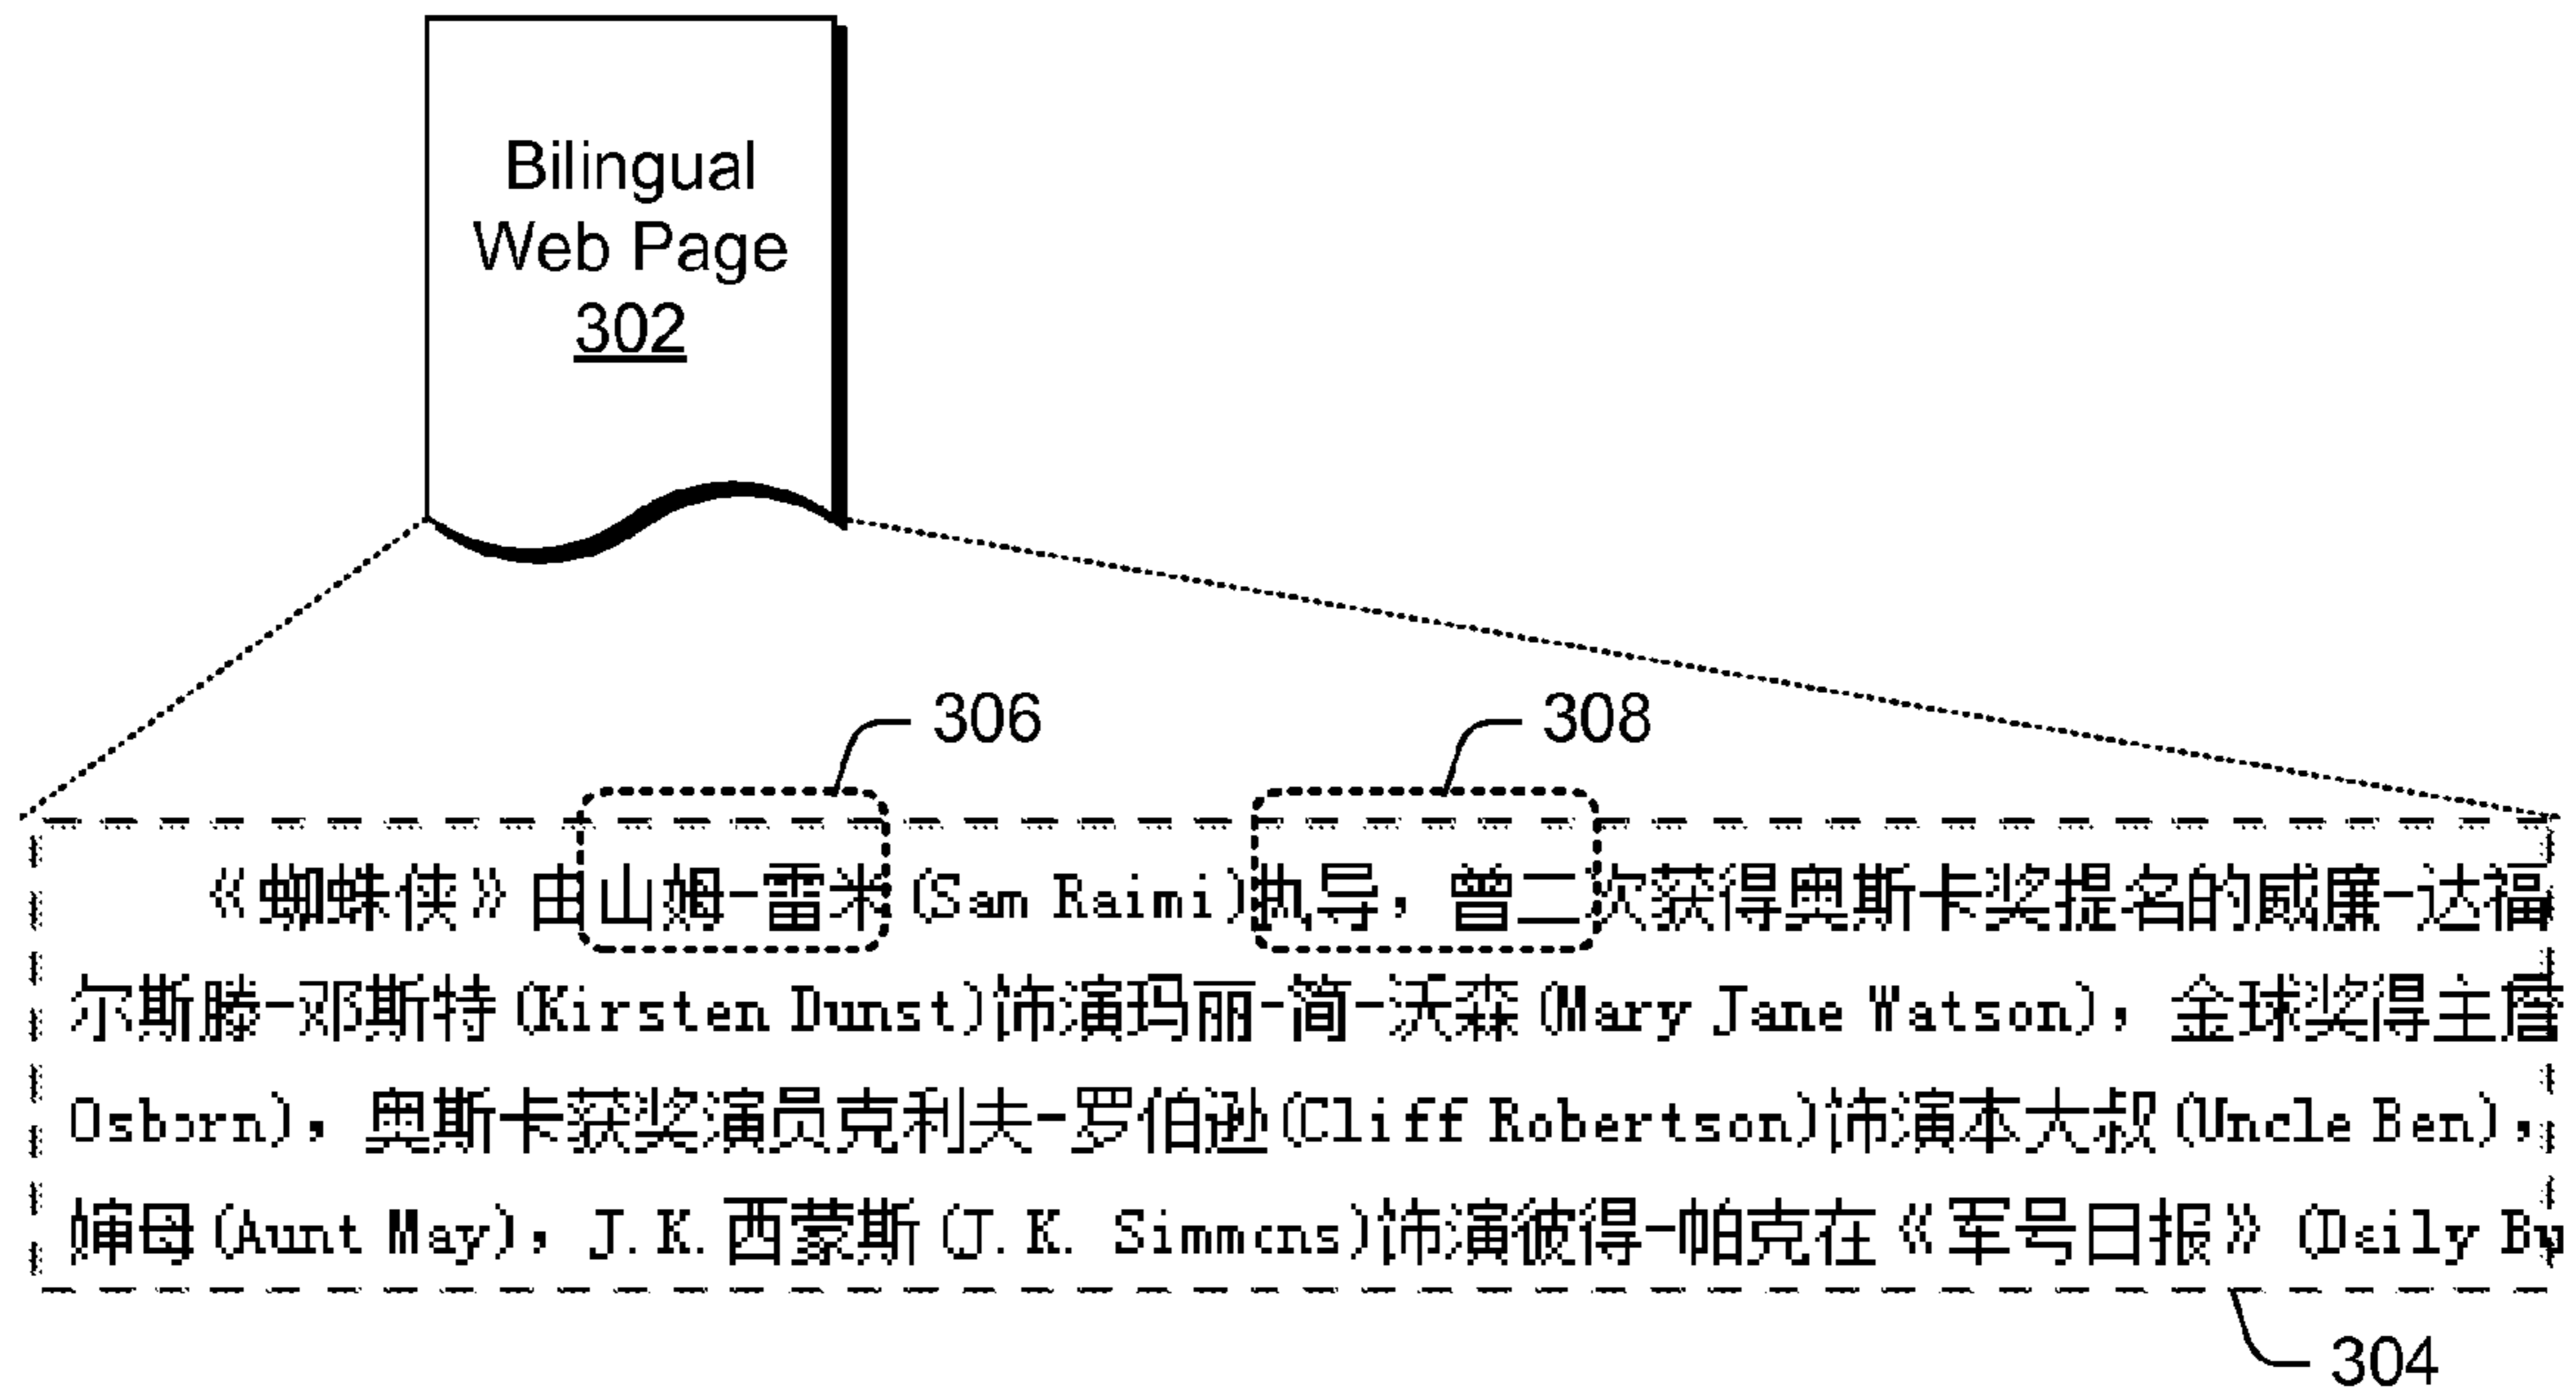 Bilingual
Web Page
302
306
308
《蜘蛛侠》由山姆-雷米(Sam Raimi)执导，曾二次获得奥斯卡奖提名的威廉-达福
尔斯滕-邓斯特(Kirsten Dunst)饰演玛丽-简-沃森(Mary Jane Watson)，金球奖得主詹
Osborn)，奥斯卡获奖演员克利夫-罗伯逊(Cliff Robertson)饰演本大叔(Uncle Ben)，
婶母(Aunt May)，J.K.西蒙斯(J.K. Simmons)饰演彼得-帕克在《军号日报》(Daily Bu
304